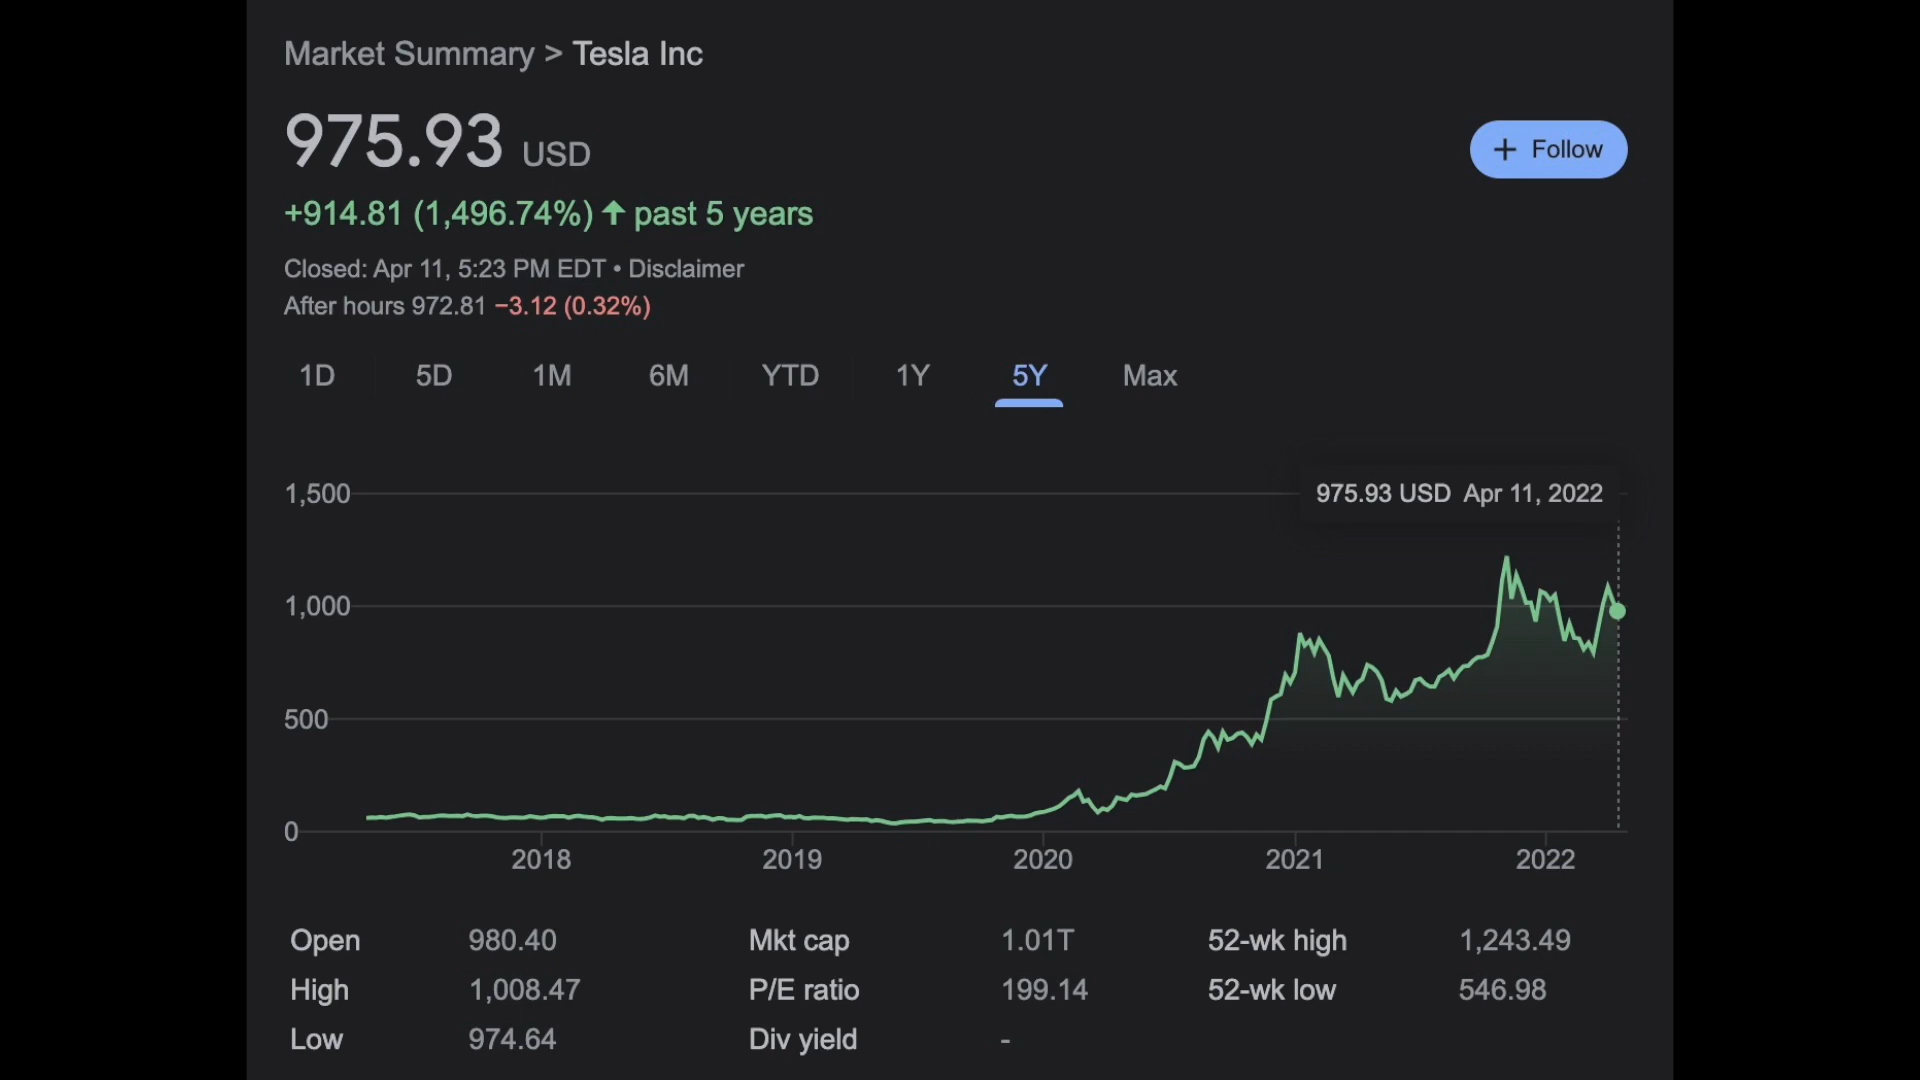 Market Summary > Tesla Inc
975.93 USD
+ Follow
+914.81 (1,496.74%) ↑ past 5 years
Closed: Apr 11, 5:23 PM EDT • Disclaimer
After hours 972.81 −3.12 (0.32%)
1D 5D 1M 6M YTD 1Y 5Y Max
975.93 USD Apr 11, 2022
1,500
1,000
500
0
2018 2019 2020 2021 2022
Open 980.40 Mkt cap 1.01T 52-wk high 1,243.49
High 1,008.47 P/E ratio 199.14 52-wk low 546.98
Low 974.64 Div yield -